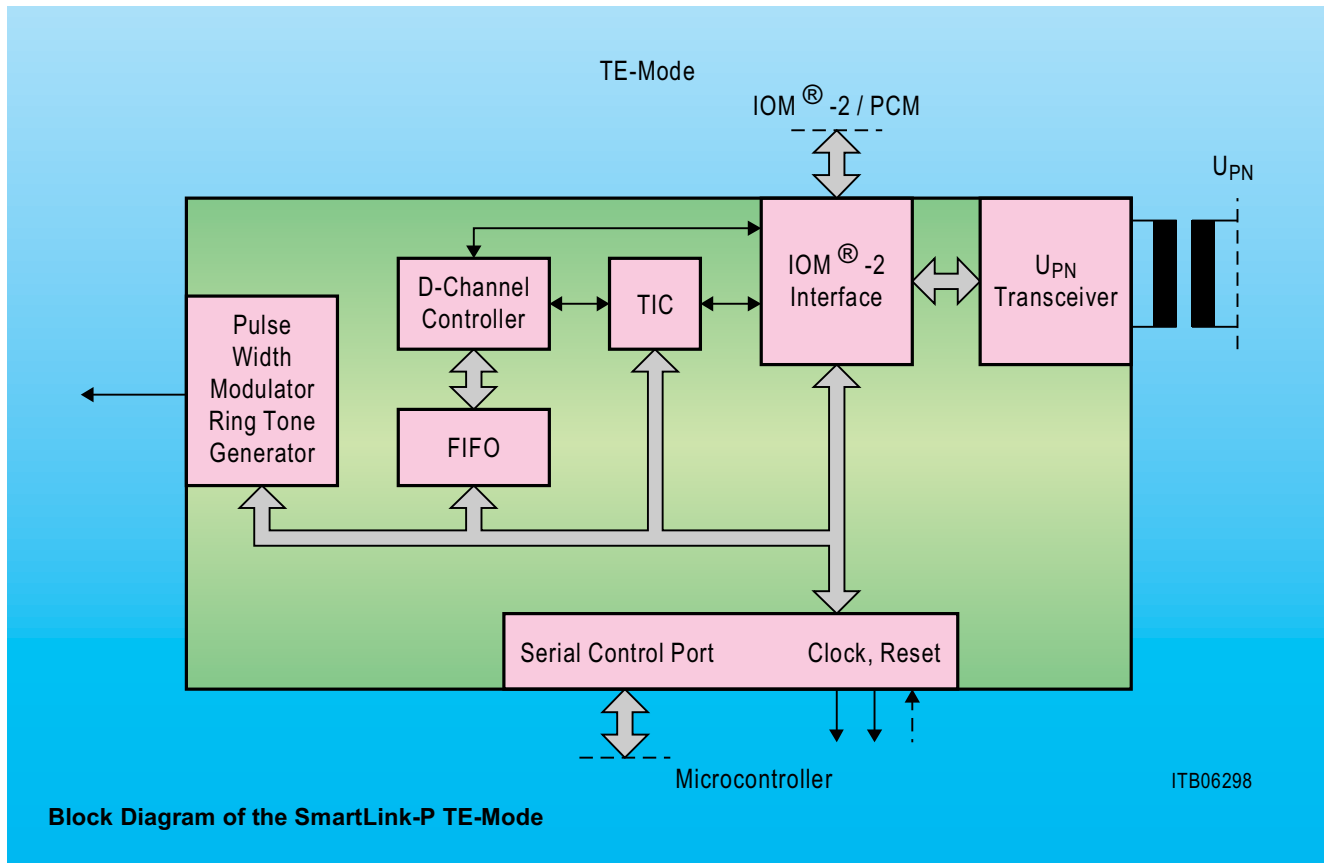 TE-Mode
IOM ® -2 / PCM
UPN
IOM ® -2
Interface
UPN
Transceiver
D-Channel
Controller
TIC
Pulse
Width
Modulator
Ring Tone
Generator
FIFO
Serial Control Port
Clock, Reset
Microcontroller
ITB06298
Block Diagram of the SmartLink-P TE-Mode